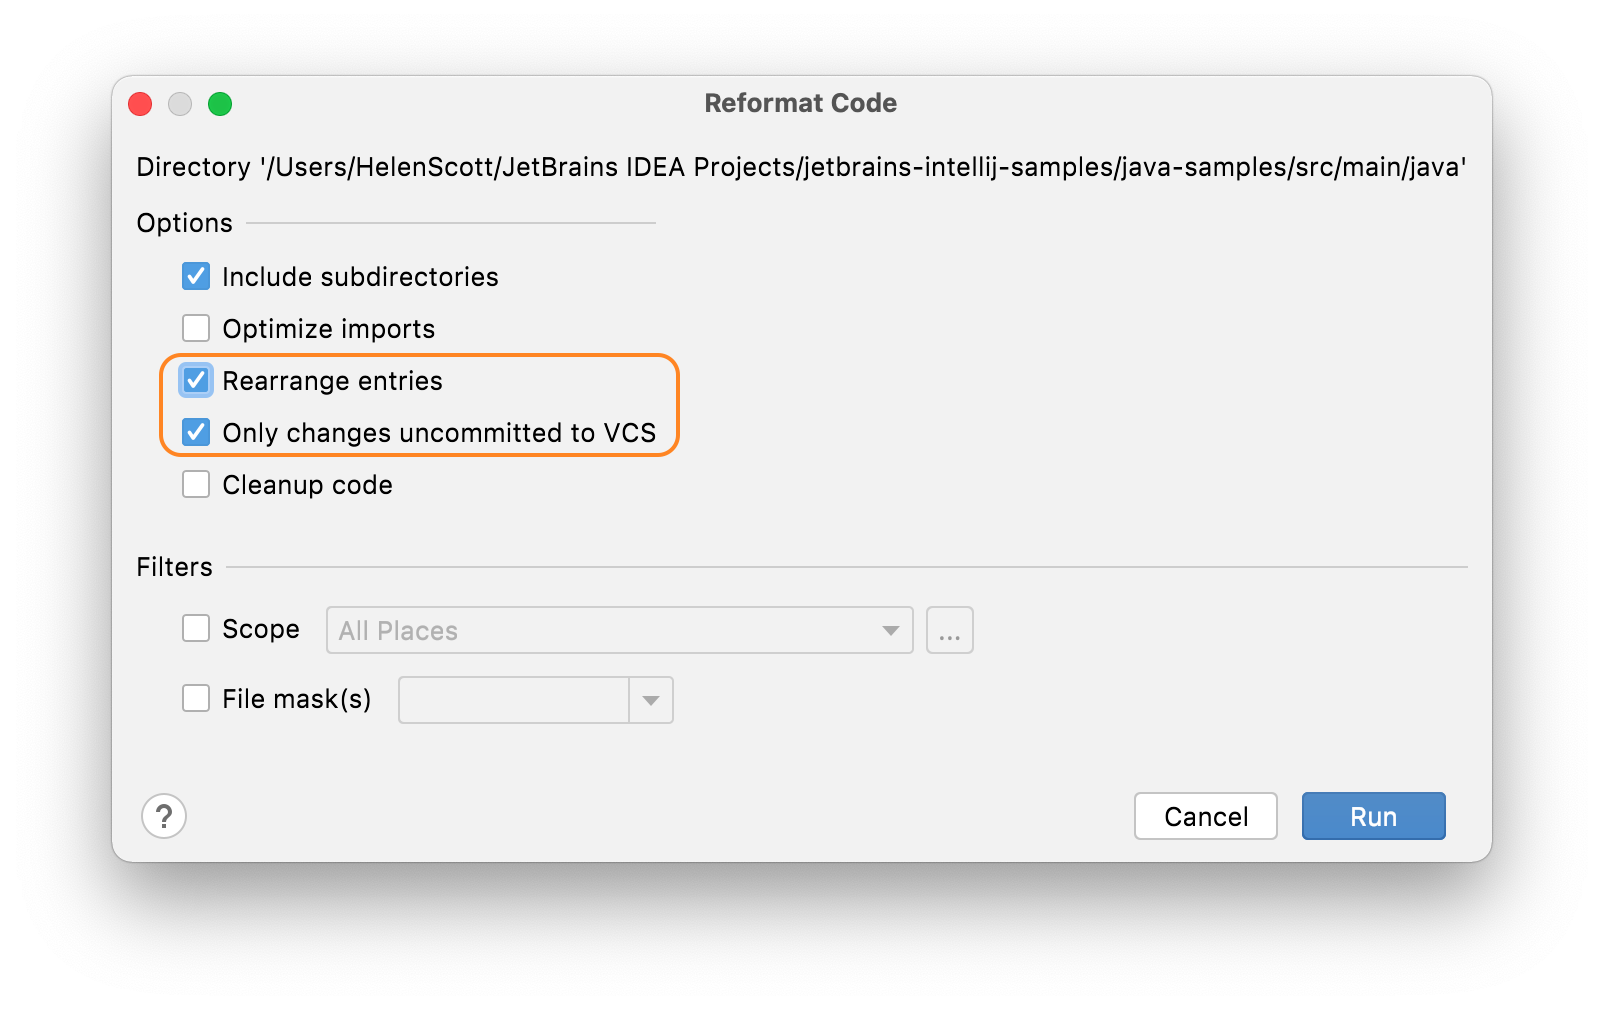 Reformat Code
Directory '/Users/HelenScott/JetBrains IDEA Projects/jetbrains-intellij-samples/java-samples/src/main/java'
Options
Include subdirectories
Optimize imports
Rearrange entries
Only changes uncommitted to VCS
Cleanup code
Filters
Scope All Places ...
File mask(s)
? Cancel Run